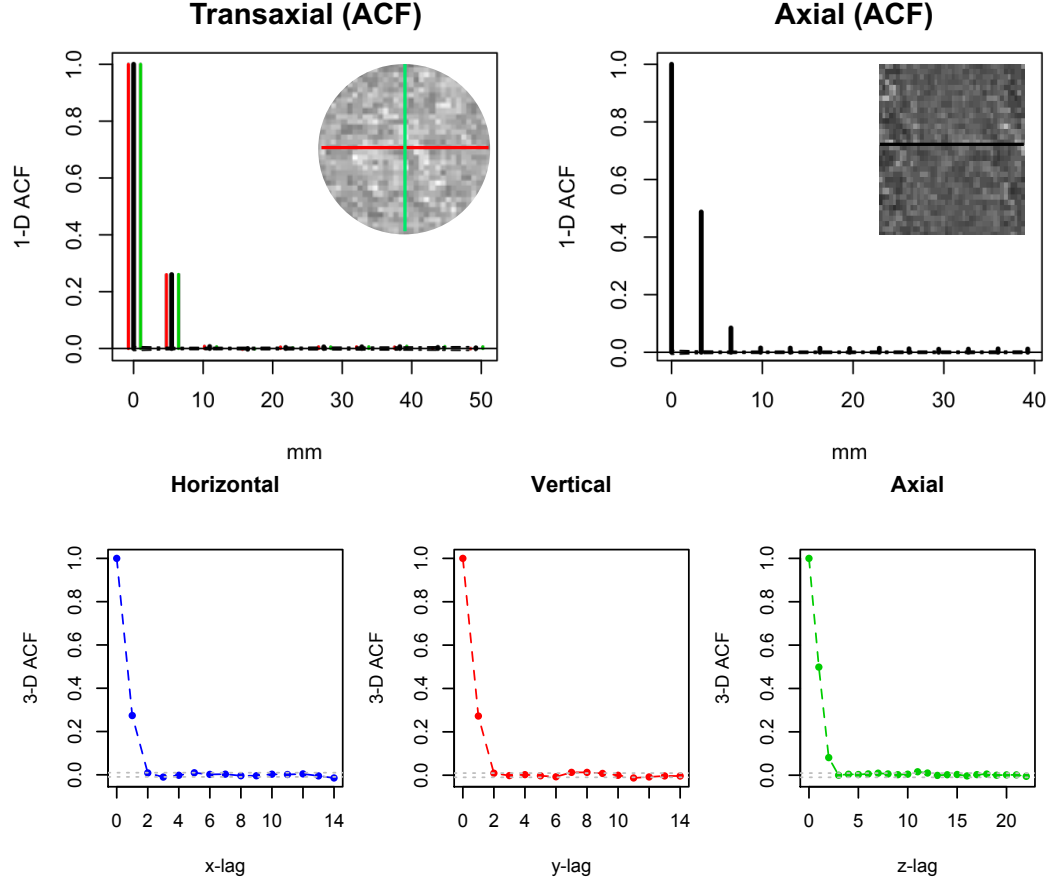 Transaxial (ACF)
Axial (ACF)
1-D ACF
0.0 0.2 0.4 0.6 0.8 1.0
0 10 20 30 40 50
mm
1-D ACF
0.0 0.2 0.4 0.6 0.8 1.0
0 10 20 30 40
mm
Horizontal
3-D ACF
0.0 0.2 0.4 0.6 0.8 1.0
0 2 4 6 8 10 14
x-lag
Vertical
3-D ACF
0.0 0.2 0.4 0.6 0.8 1.0
0 2 4 6 8 10 14
y-lag
Axial
3-D ACF
0.0 0.2 0.4 0.6 0.8 1.0
0 5 10 15 20
z-lag